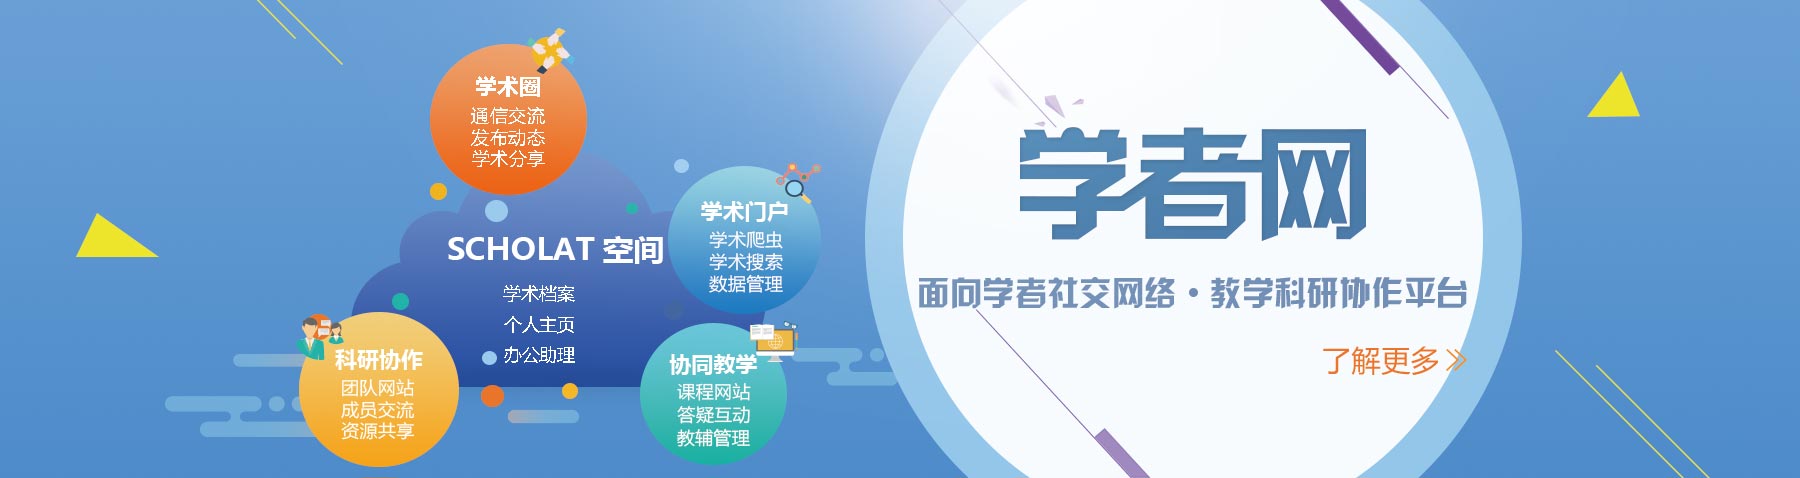 学术圈
通信交流
发布动态
学术分享
SCHOLAT 空间
学术档案
个人主页
办公助理
学术门户
学术爬虫
学术搜索
数据管理
科研协作
团队网站
成员交流
资源共享
协同教学
课程网站
答疑互动
教辅管理
学者网
面向学者社交网络·教学科研协作平台
了解更多